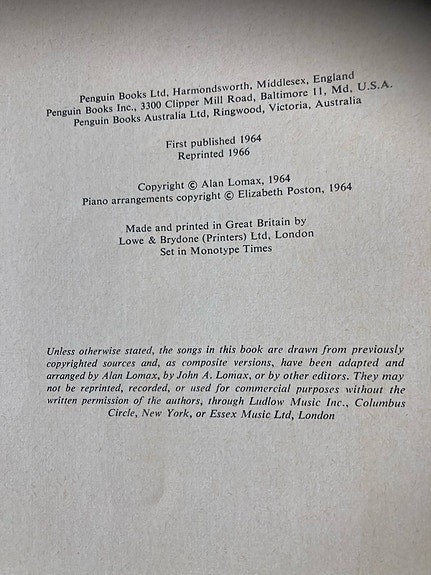 Penguin Books Ltd, Harmondsworth, Middlesex, England
Penguin Books Inc., 3300 Clipper Mill Road, Baltimore 11, Md, U.S.A.
Penguin Books Australia Ltd, Ringwood, Victoria, Australia
First published 1964
Reprinted 1966
Copyright © Alan Lomax, 1964
Piano arrangements copyright © Elizabeth Poston, 1964
Made and printed in Great Britain by
Lowe & Brydone (Printers) Ltd, London
Set in Monotype Times
Unless otherwise stated, the songs in this book are drawn from previously
copyrighted sources and, as composite versions, have been adapted and
arranged by Alan Lomax, by John A. Lomax, or by other editors. They may
not be reprinted, recorded, or used for commercial purposes without the
written permission of the authors, through Ludlow Music Inc., Columbus
Circle, New York, or Essex Music Ltd, London